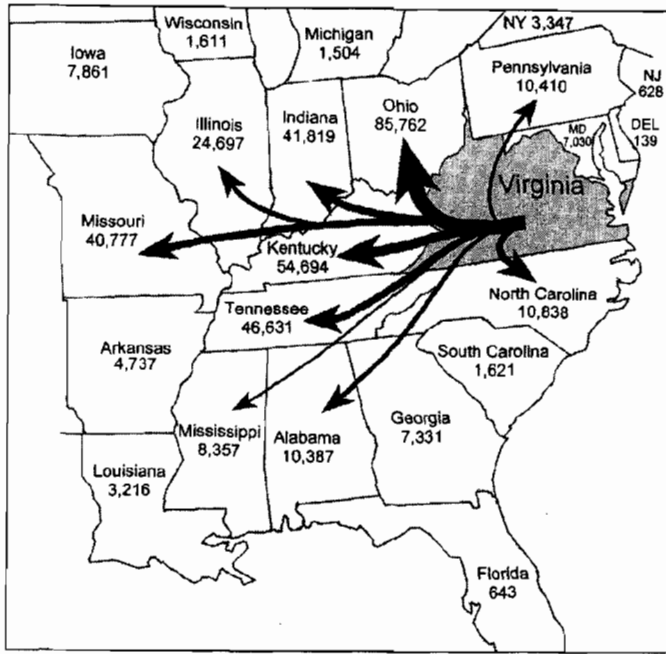 Wisconsin
1,611
Michigan
1,504
NY 3,347
Iowa
7,861
Pennsylvania
10,410
NJ
628
Illinois
24,697
Indiana
41,819
Ohio
85,762
MD
7,030
DEL
139
Virginia
Missouri
40,777
Kentucky
54,694
Tennessee
46,631
North Carolina
10,838
Arkansas
4,737
South Carolina
1,621
Mississippi
8,357
Alabama
10,387
Georgia
7,331
Louisiana
3,216
Florida
643